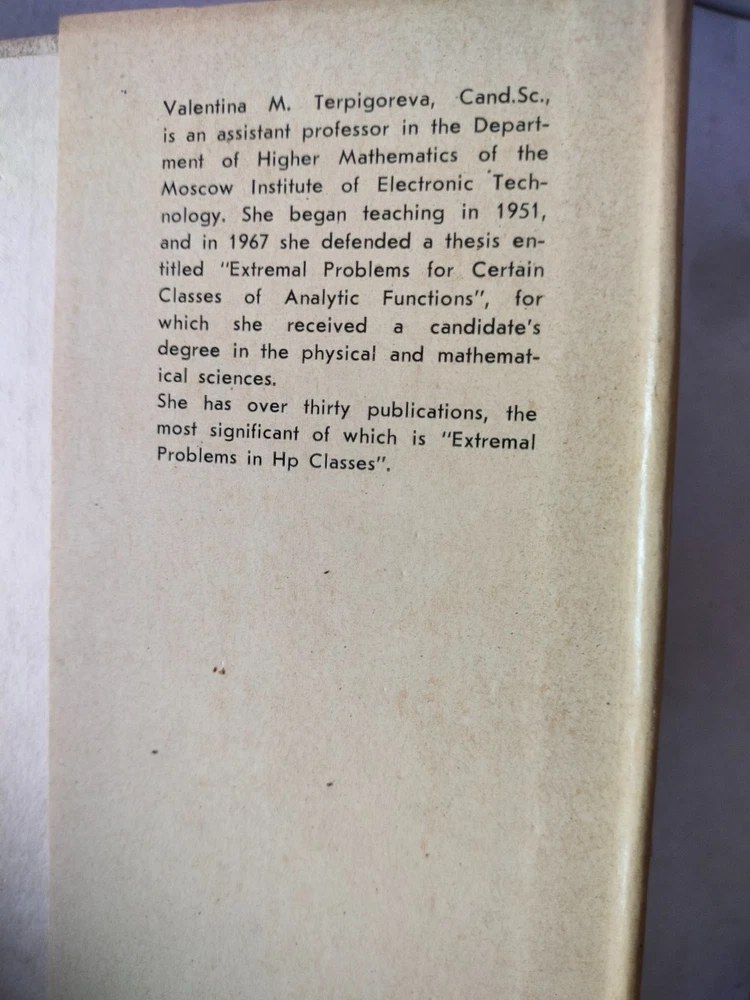 Valentina M. Terpigoreva, Cand.Sc.,
is an assistant professor in the Depart-
ment of Higher Mathematics of the
Moscow Institute of Electronic Tech-
nology. She began teaching in 1951,
and in 1967 she defended a thesis en-
titled "Extremal Problems for Certain
Classes of Analytic Functions", for
which she received a candidate's
degree in the physical and mathemat-
ical sciences.
She has over thirty publications, the
most significant of which is "Extremal
Problems in Hp Classes".